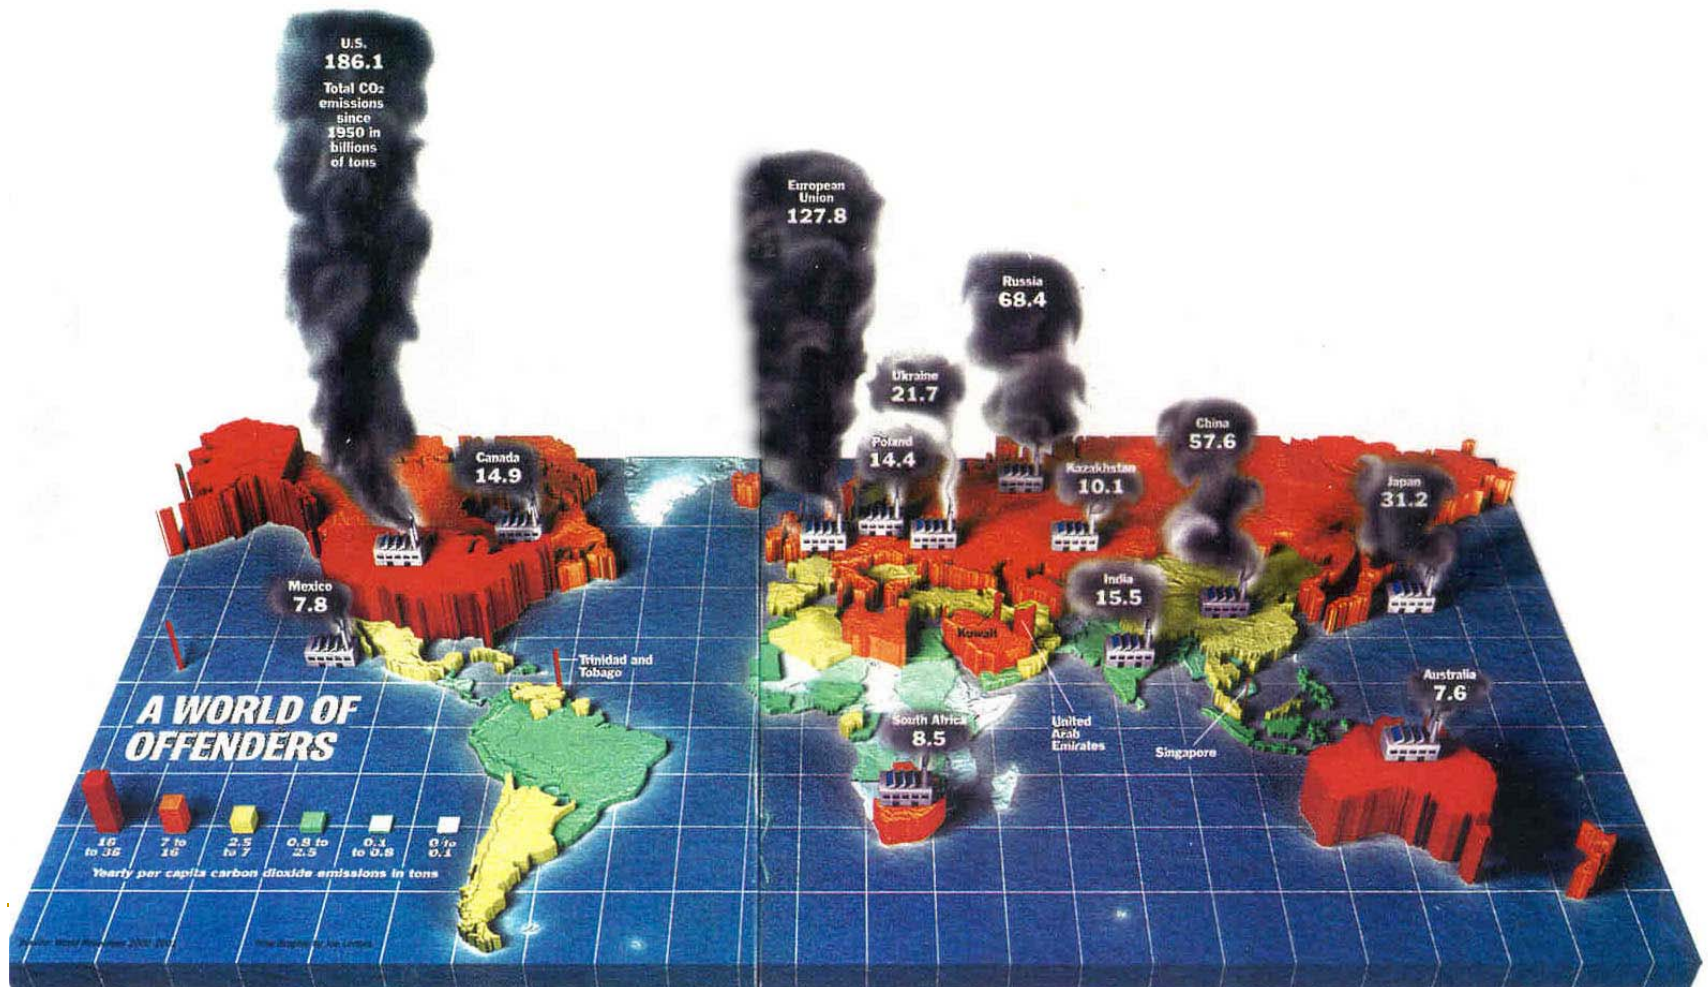 U.S.
186.1
Total CO2
emissions
since
1950 in
billions
of tons
European
Union
127.8
Russia
68.4
Ukraine
21.7
Poland
14.4
Canada
14.9
Kazakhstan
10.1
China
57.6
Japan
31.2
Mexico
7.8
India
15.5
Kuwait
Trinidad and
Tobago
South Africa
8.5
United
Arab
Emirates
Singapore
Australia
7.6
A WORLD OF
OFFENDERS
16
to 36
7 to
16
2.5
to 7
0.8 to
2.5
0.1
to 0.8
0 to
0.1
Yearly per capita carbon dioxide emissions in tons
Source: World Resources